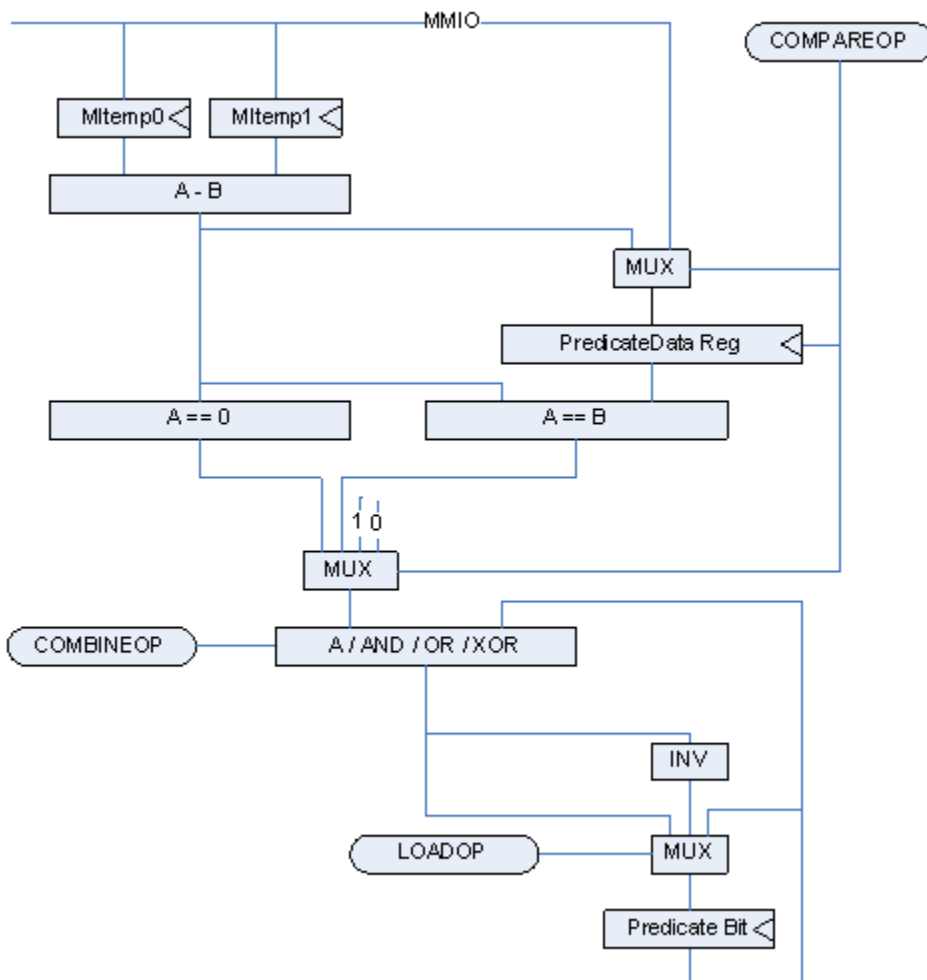 MMIO
COMPAREOP
MItemp0
MItemp1
A - B
MUX
PredicateData Reg
A == 0
A == B
1
0
MUX
COMBINEOP
A / AND / OR / XOR
INV
LOADOP
MUX
Predicate Bit